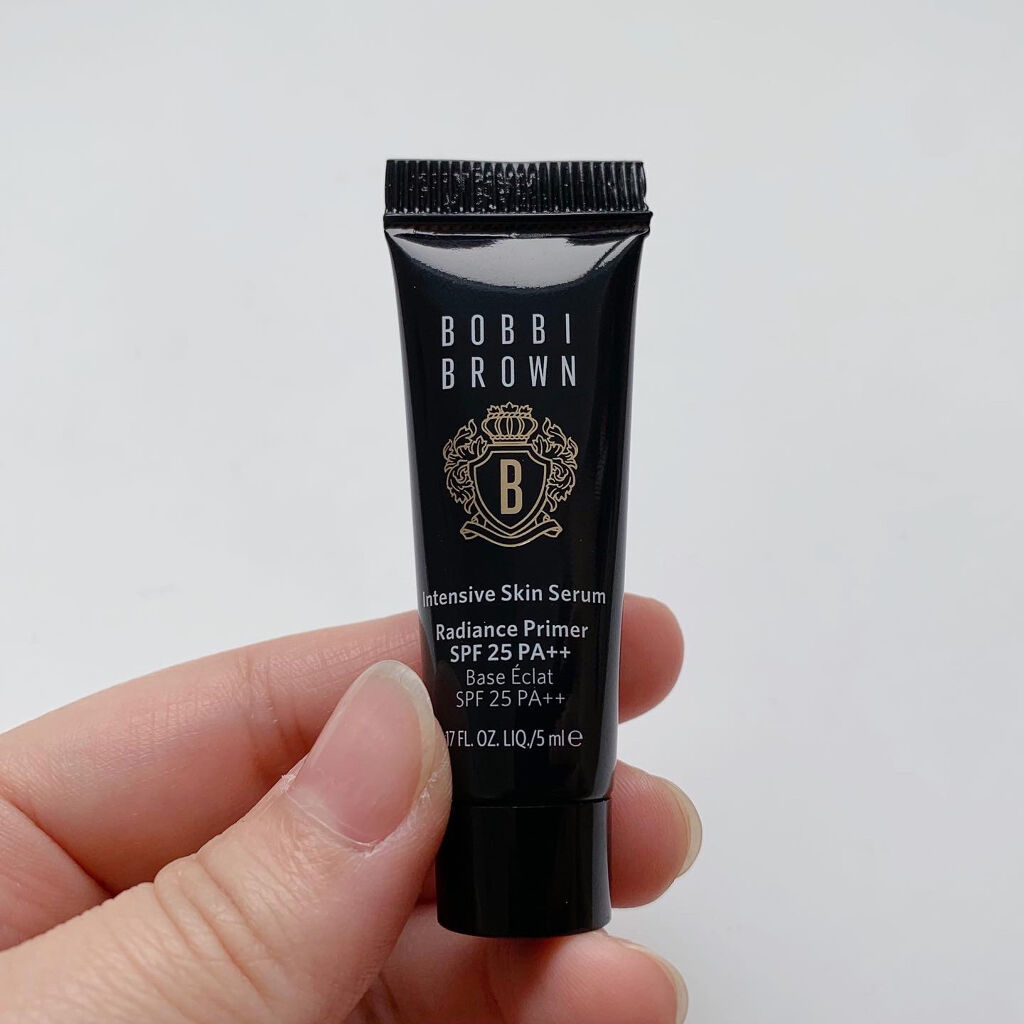 BOBBI
BROWN
B
Intensive Skin Serum
Radiance Primer
SPF 25 PA++
Base Éclat
SPF 25 PA++
17 FL. OZ. LIQ./5 ml ℮